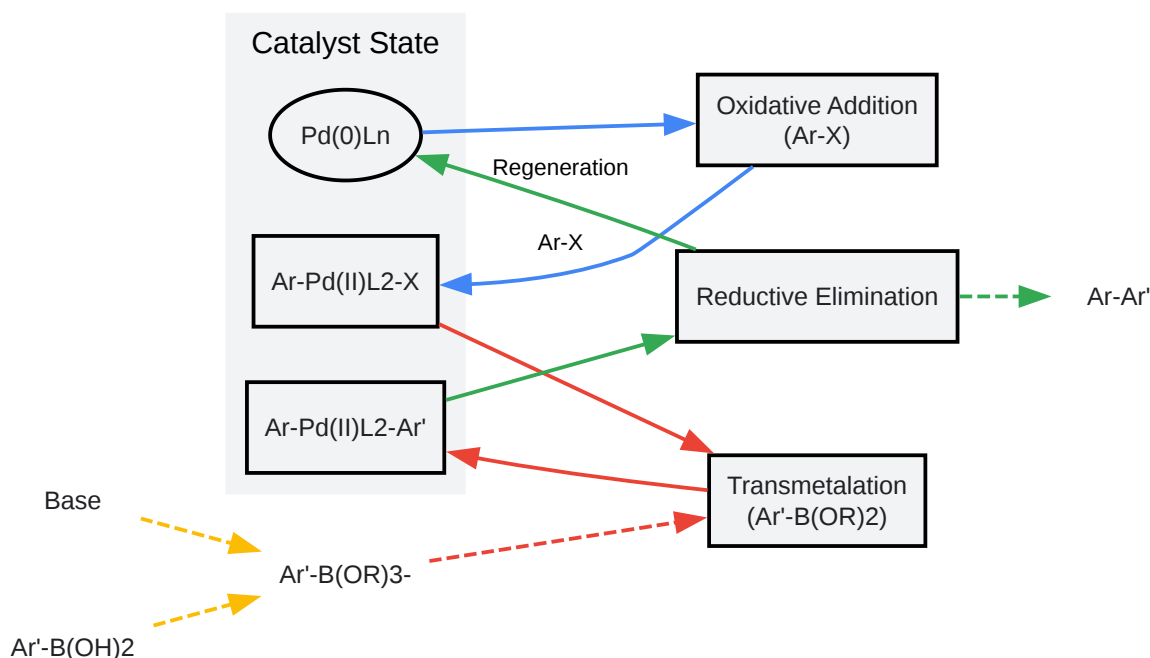 Catalyst State
Pd(0)Ln
Oxidative Addition
(Ar-X)
Regeneration
Ar-X
Ar-Pd(II)L2-X
Reductive Elimination
Ar-Ar'
Ar-Pd(II)L2-Ar'
Transmetalation
(Ar'-B(OR)2)
Base
Ar'-B(OR)3-
Ar'-B(OH)2